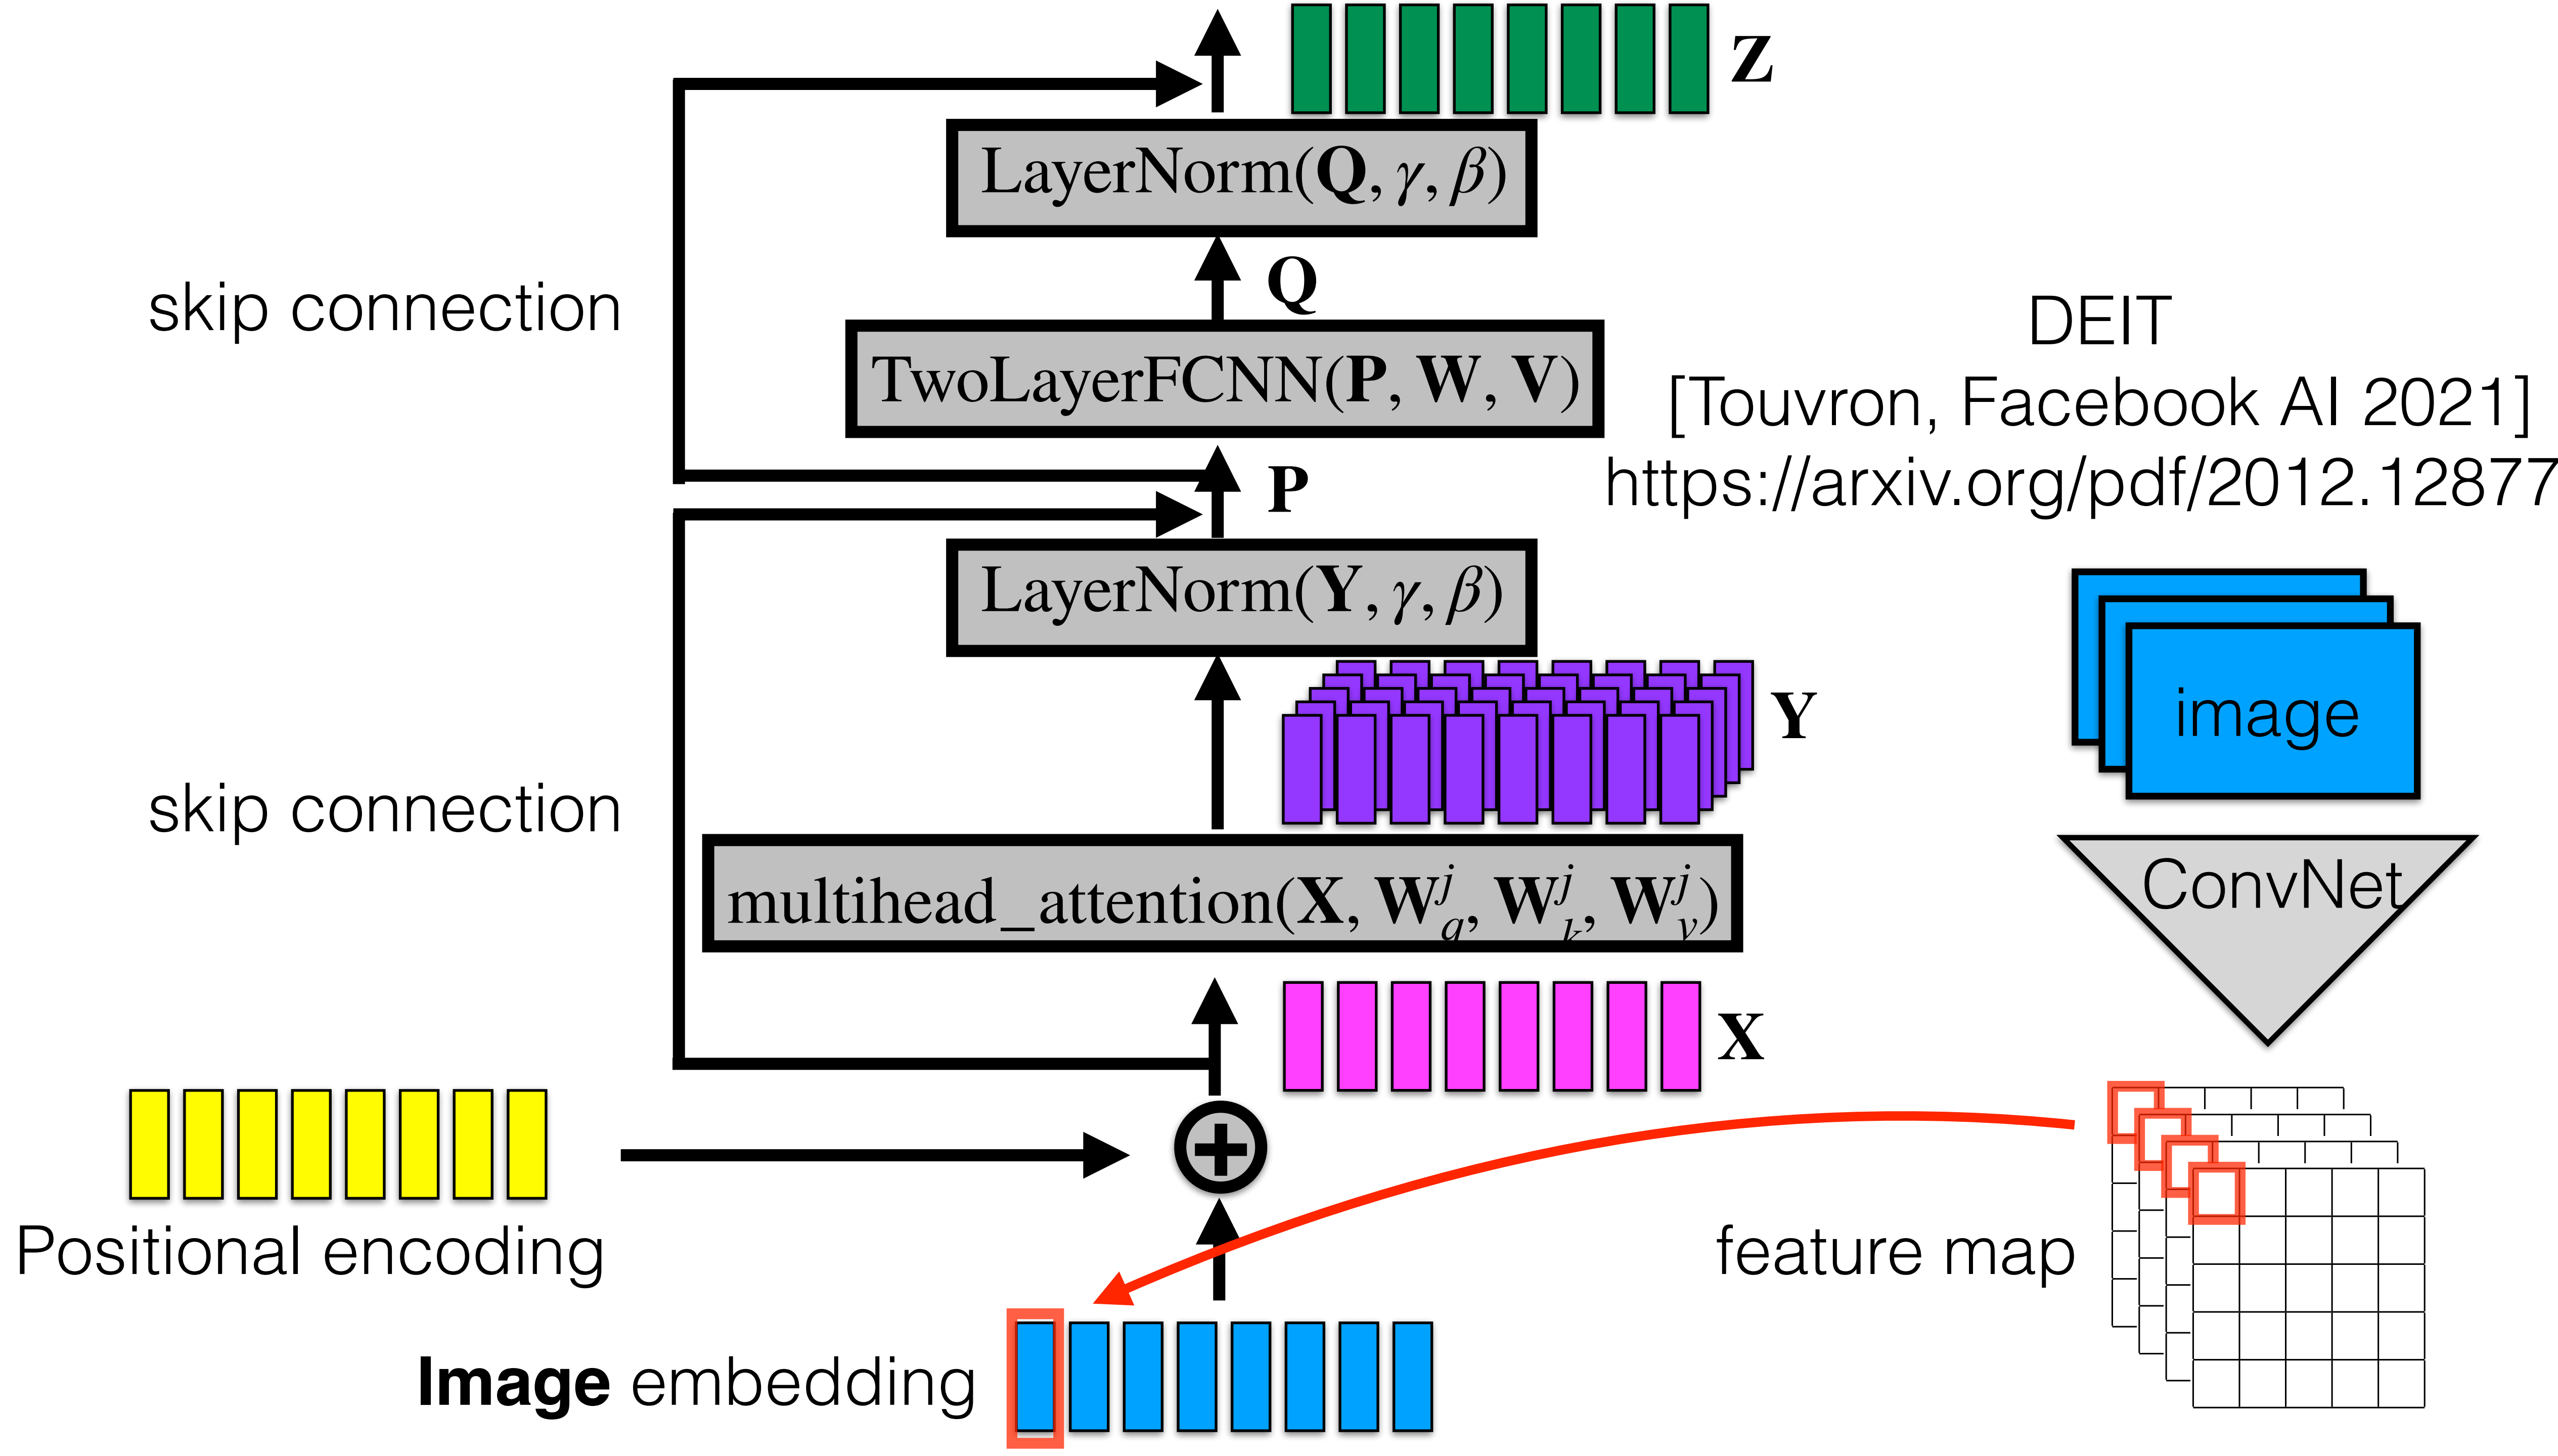 Z
LayerNorm(Q, γ, β)
Q
skip connection
TwoLayerFCNN(P, W, V)
DEIT
[Touvron, Facebook AI 2021]
https://arxiv.org/pdf/2012.12877
P
LayerNorm(Y, γ, β)
Y
image
skip connection
multihead_attention(X, W_q^j, W_k^j, W_v^j)
ConvNet
X
+
Positional encoding
feature map
Image embedding